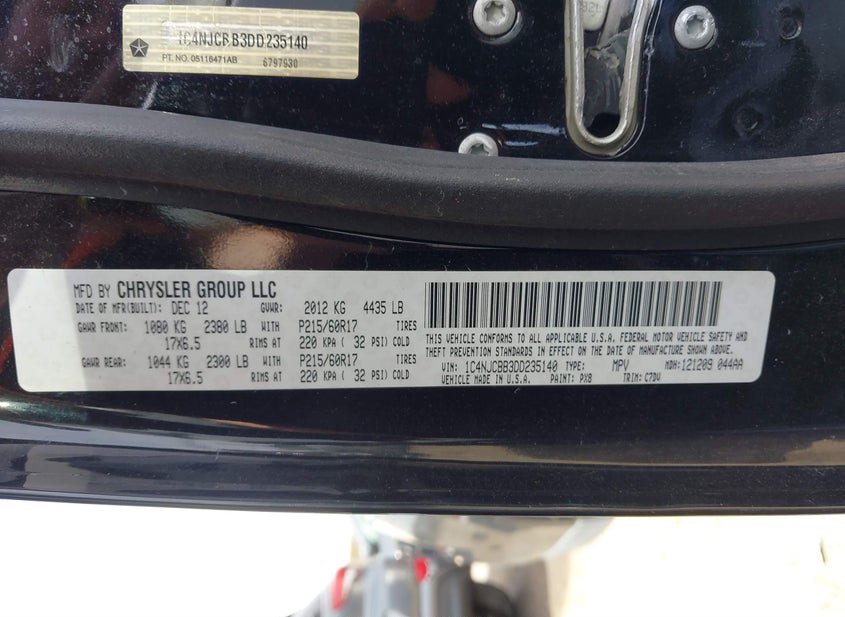 82L
1C4NJCBB3DD235140
PT. NO. 05116471AB 6797930
MFD BY CHRYSLER GROUP LLC
DATE OF MFR(BUILT): DEC 12 GVWR: 2012 KG 4435 LB
GAWR FRONT: 1080 KG 2380 LB WITH P215/60R17 TIRES
17X6.5 RIMS AT 220 KPA ( 32 PSI) COLD
GAWR REAR: 1044 KG 2300 LB WITH P215/60R17 TIRES
17X6.5 RIMS AT 220 KPA ( 32 PSI) COLD
THIS VEHICLE CONFORMS TO ALL APPLICABLE U.S.A. FEDERAL MOTOR VEHICLE SAFETY AND
THEFT PREVENTION STANDARDS IN EFFECT ON THE DATE OF MANUFACTURE SHOWN ABOVE.
VIN: 1C4NJCBB3DD235140 TYPE: MPV MDH: 121209 044AA
VEHICLE MADE IN U.S.A. PAINT: PX8 TRIM: C7DV